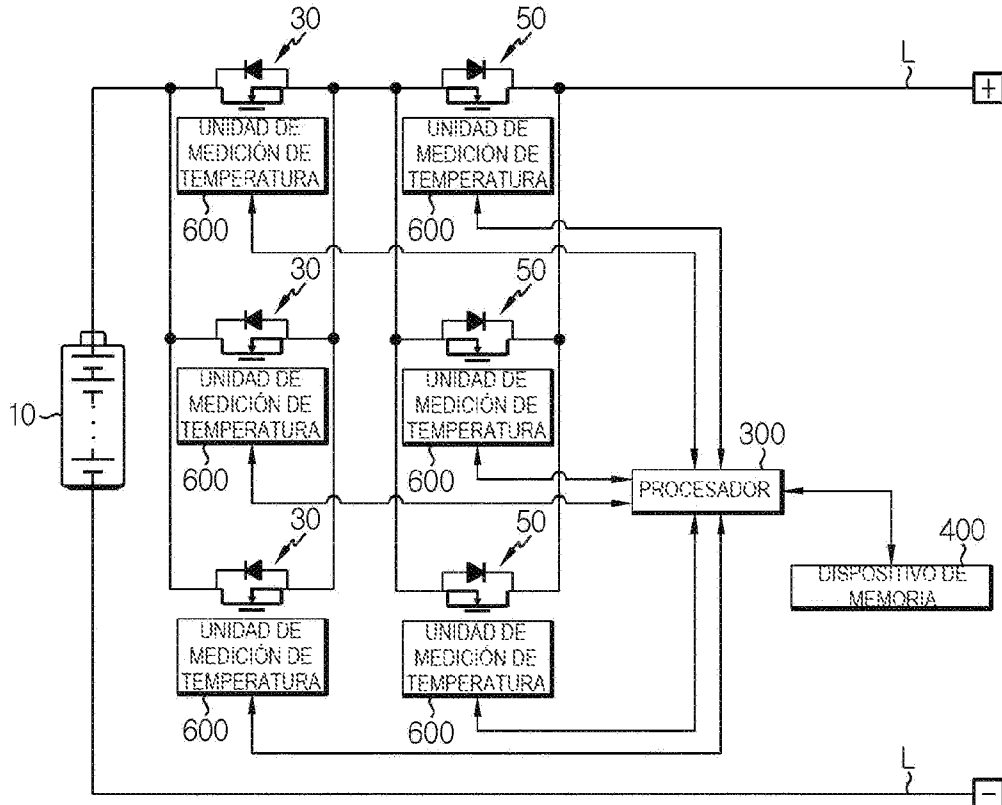 30
50
L
+
UNIDAD DE
MEDICIÓN DE
TEMPERATURA
600
UNIDAD DE
MEDICIÓN DE
TEMPERATURA
600
30
50
10
UNIDAD DE
MEDICIÓN DE
TEMPERATURA
600
UNIDAD DE
MEDICIÓN DE
TEMPERATURA
600
300
PROCESADOR
30
50
400
DISPOSITIVO DE
MEMORIA
UNIDAD DE
MEDICIÓN DE
TEMPERATURA
600
UNIDAD DE
MEDICIÓN DE
TEMPERATURA
600
L
−